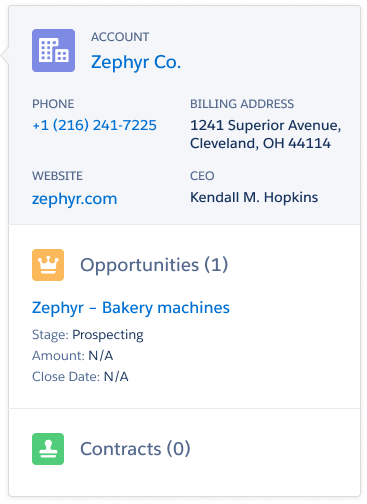 ACCOUNT
Zephyr Co.
PHONE
+1 (216) 241-7225
BILLING ADDRESS
1241 Superior Avenue,
Cleveland, OH 44114
WEBSITE
zephyr.com
CEO
Kendall M. Hopkins
Opportunities (1)
Zephyr – Bakery machines
Stage: Prospecting
Amount: N/A
Close Date: N/A
Contracts (0)